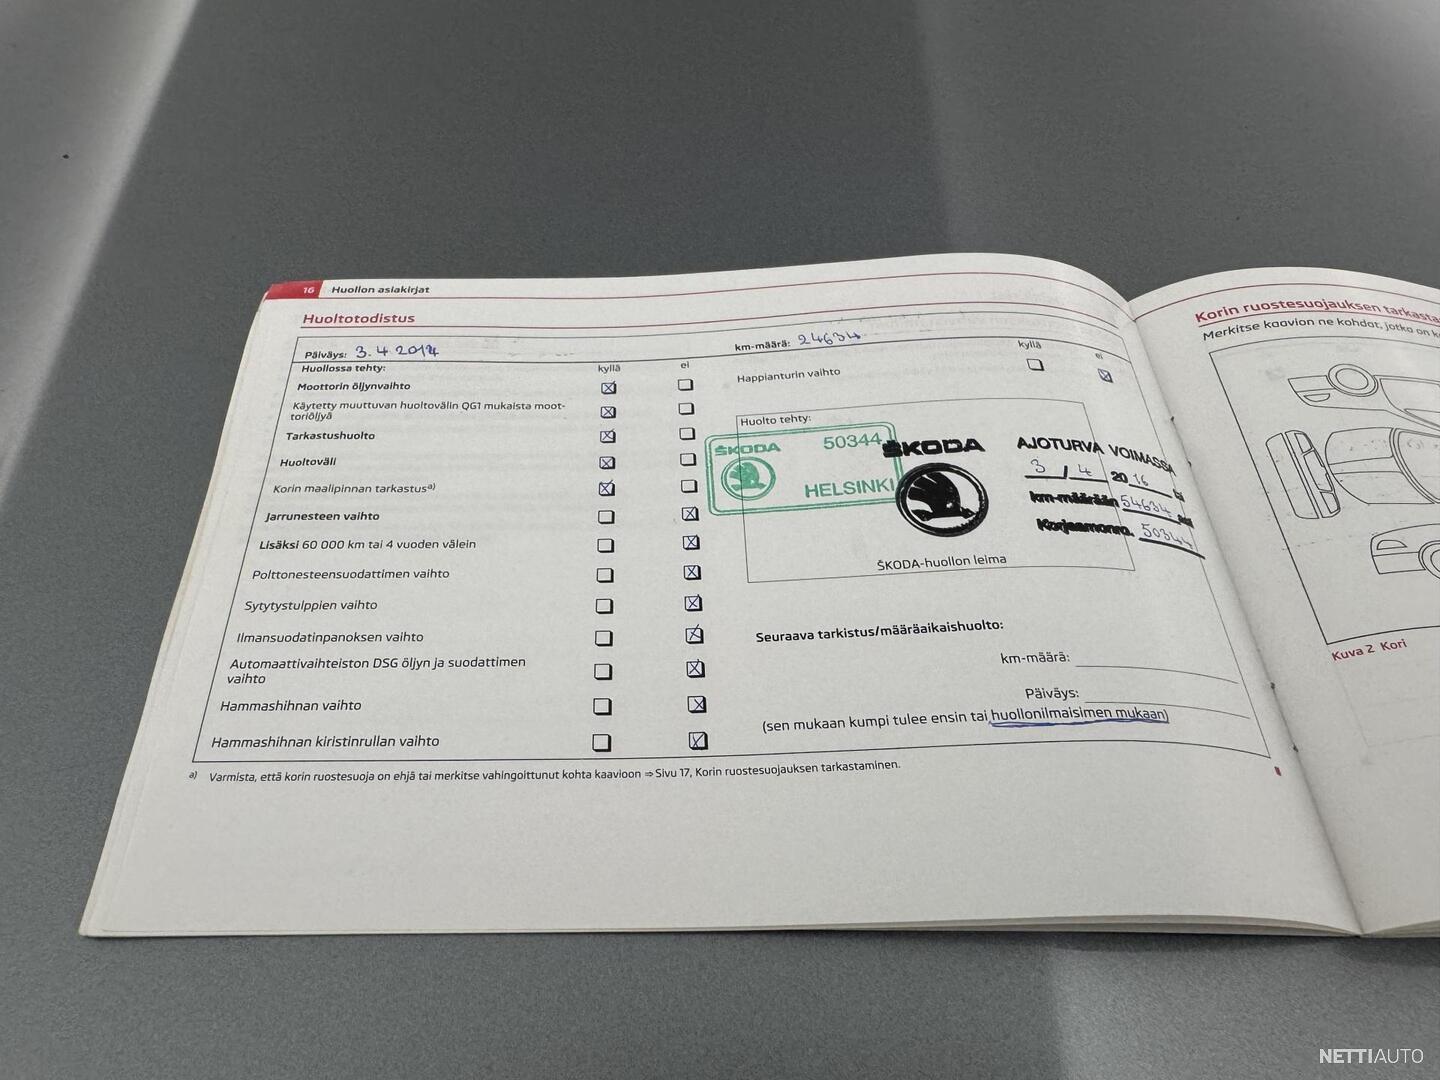 16 Huollon asiakirjat
Huoltotodistus
Päiväys: 3.4 2014
km-määrä: 24634
Huollossa tehty: kyllä ei
Moottorin öljynvaihto
Käytetty muuttuvan huoltovälin QG1 mukaista moot-
toriöljyä
Tarkastushuolto
Huoltoväli
Korin maalipinnan tarkastus a)
Jarrunesteen vaihto
Lisäksi 60 000 km tai 4 vuoden välein
Polttonesteensuodattimen vaihto
Sytytystulppien vaihto
Ilmansuodatinpanoksen vaihto
Automaattivaihteiston DSG öljyn ja suodattimen
vaihto
Hammashihnan vaihto
Hammashihnan kiristinrullan vaihto
kyllä ei
Happianturin vaihto
Huolto tehty:
ŠKODA 50344
HELSINKI
ŠKODA
AJOTURVA VOIMASSA
3 / 4 2016
km-määrään 54634
Korjaamonro. 50344
ŠKODA-huollon leima
Seuraava tarkistus/määräaikaishuolto:
km-määrä:
Päiväys:
(sen mukaan kumpi tulee ensin tai huollonilmaisimen mukaan)
a) Varmista, että korin ruostesuoja on ehjä tai merkitse vahingoittunut kohta kaavioon ⇒ Sivu 17, Korin ruostesuojauksen tarkastaminen.
Korin ruostesuojauksen
Merkitse kaavion ne kohdat, jotka on
Kuva 2 Kori
NETTIAUTO